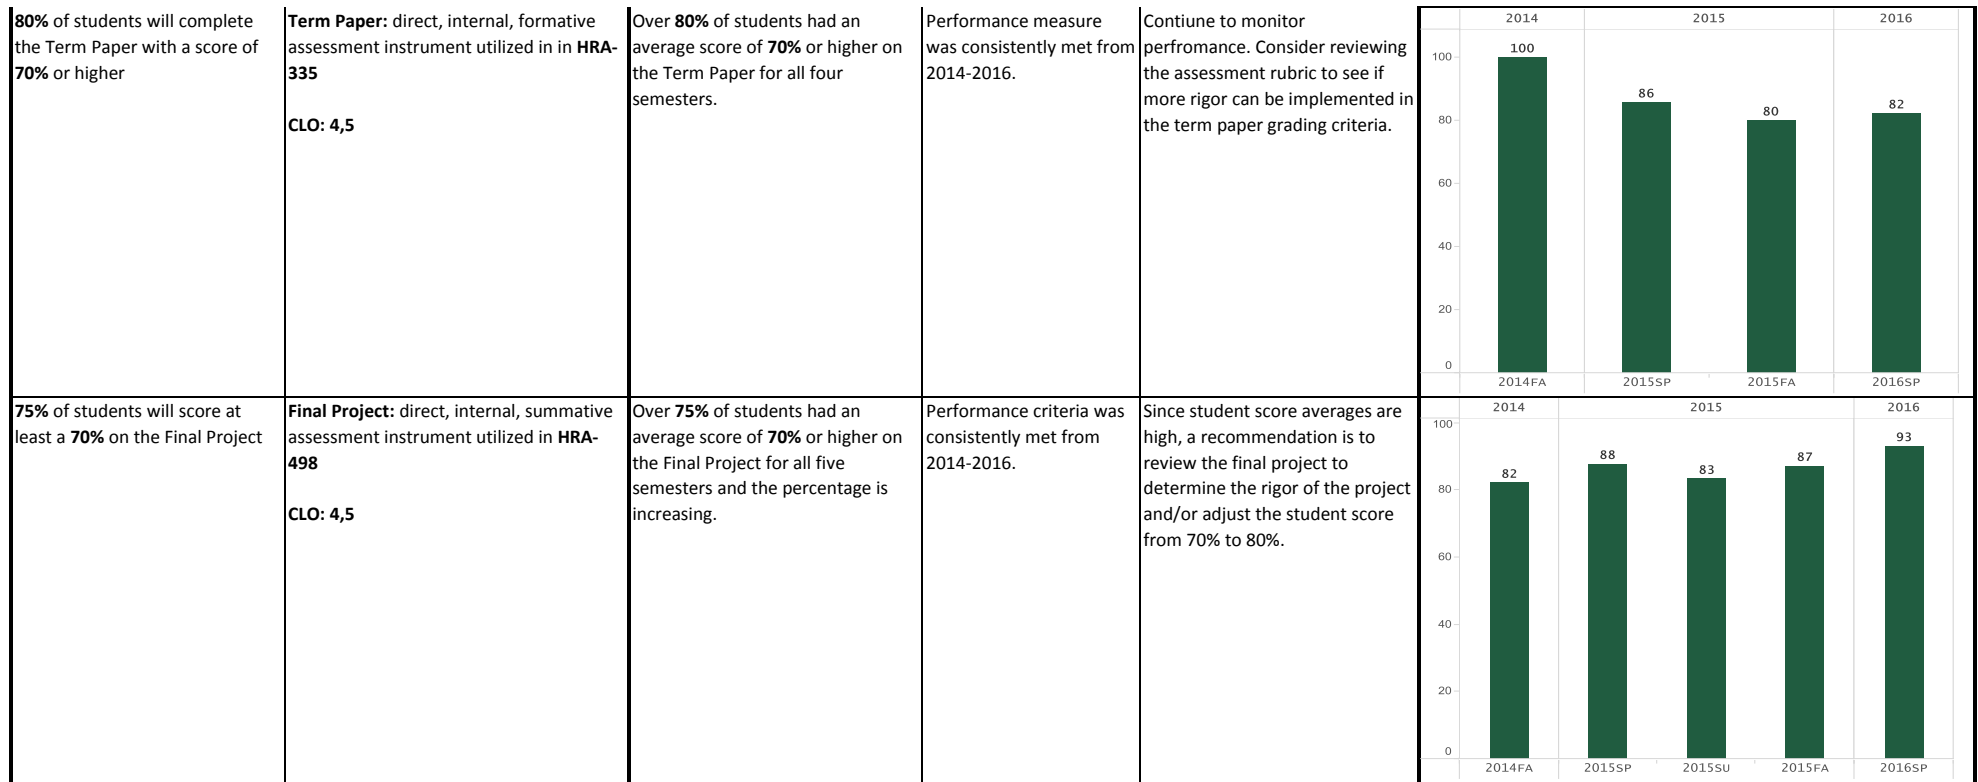 80% of students will complete
the Term Paper with a score of
70% or higher
Term Paper: direct, internal, formative
assessment instrument utilized in in HRA-
335
CLO: 4,5
Over 80% of students had an
average score of 70% or higher on
the Term Paper for all four
semesters.
Performance measure
was consistently met from
2014-2016.
Contiune to monitor
perfromance. Consider reviewing
the assessment rubric to see if
more rigor can be implemented in
the term paper grading criteria.
2014 2015 2016
100
86
80
82
100
80
60
40
20
0
2014FA 2015SP 2015FA 2016SP
75% of students will score at
least a 70% on the Final Project
Final Project: direct, internal, summative
assessment instrument utilized in HRA-
498
CLO: 4,5
Over 75% of students had an
average score of 70% or higher on
the Final Project for all five
semesters and the percentage is
increasing.
Performance criteria was
consistently met from
2014-2016.
Since student score averages are
high, a recommendation is to
review the final project to
determine the rigor of the project
and/or adjust the student score
from 70% to 80%.
2014 2015 2016
82
88
83
87
93
100
80
60
40
20
0
2014FA 2015SP 2015SU 2015FA 2016SP